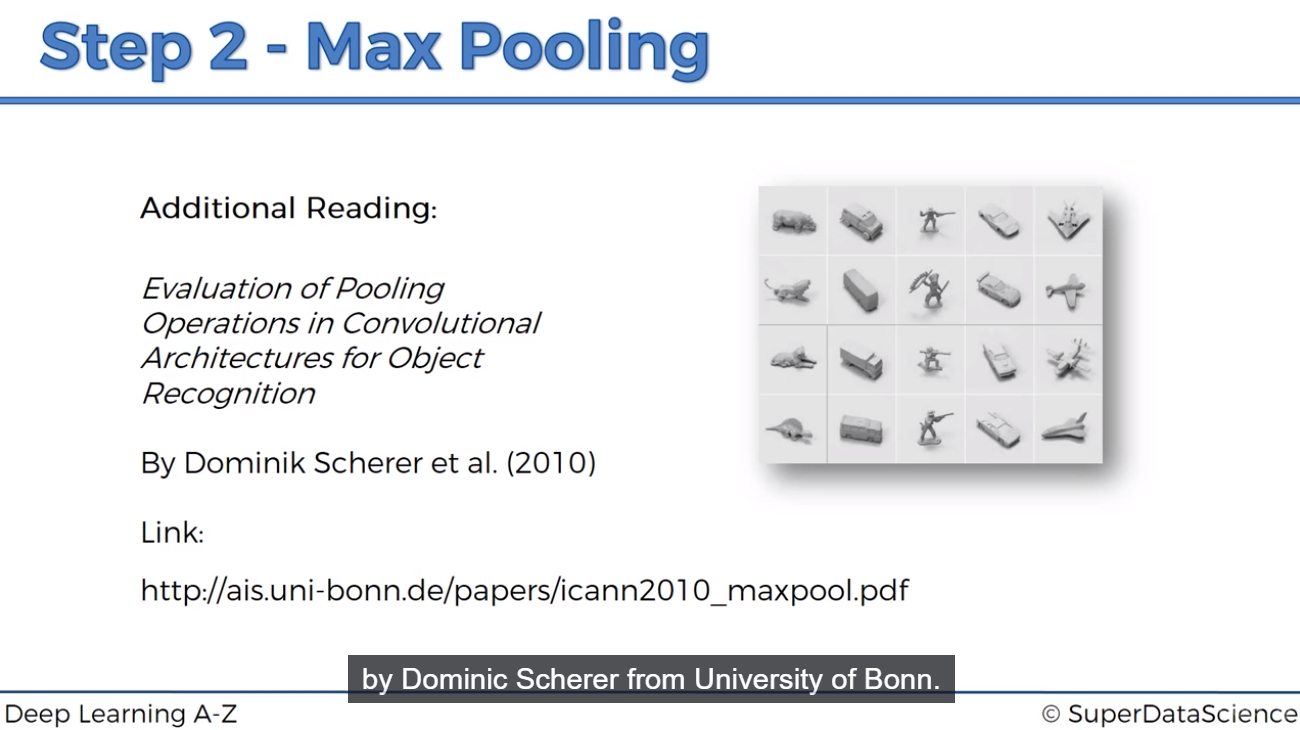 Step 2 - Max Pooling
Additional Reading:
Evaluation of Pooling
Operations in Convolutional
Architectures for Object
Recognition
By Dominik Scherer et al. (2010)
Link:
http://ais.uni-bonn.de/papers/icann2010_maxpool.pdf
by Dominic Scherer from University of Bonn.
Deep Learning A-Z
© SuperDataScience